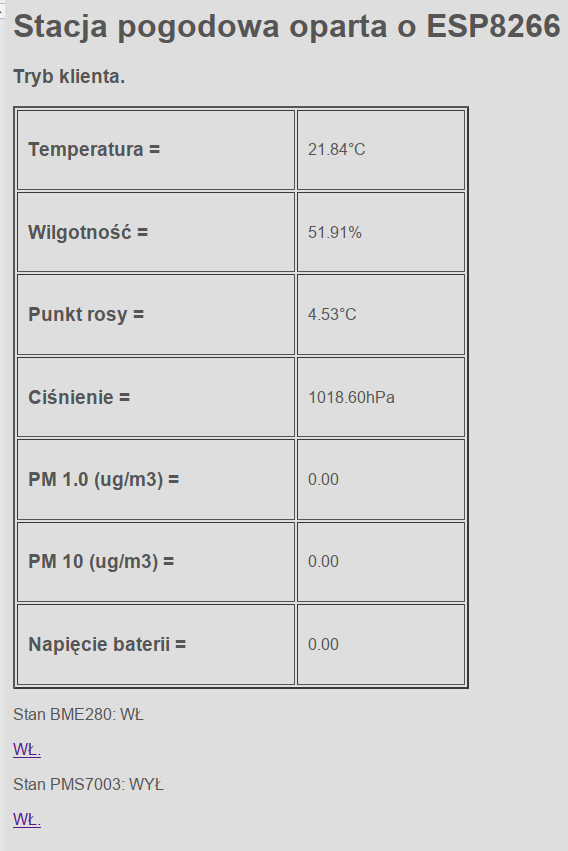 Stacja pogodowa oparta o ESP8266
Tryb klienta.
Temperatura = 21.84°C
Wilgotność = 51.91%
Punkt rosy = 4.53°C
Ciśnienie = 1018.60hPa
PM 1.0 (ug/m3) = 0.00
PM 10 (ug/m3) = 0.00
Napięcie baterii = 0.00
Stan BME280: WŁ
WŁ.
Stan PMS7003: WYŁ
WŁ.